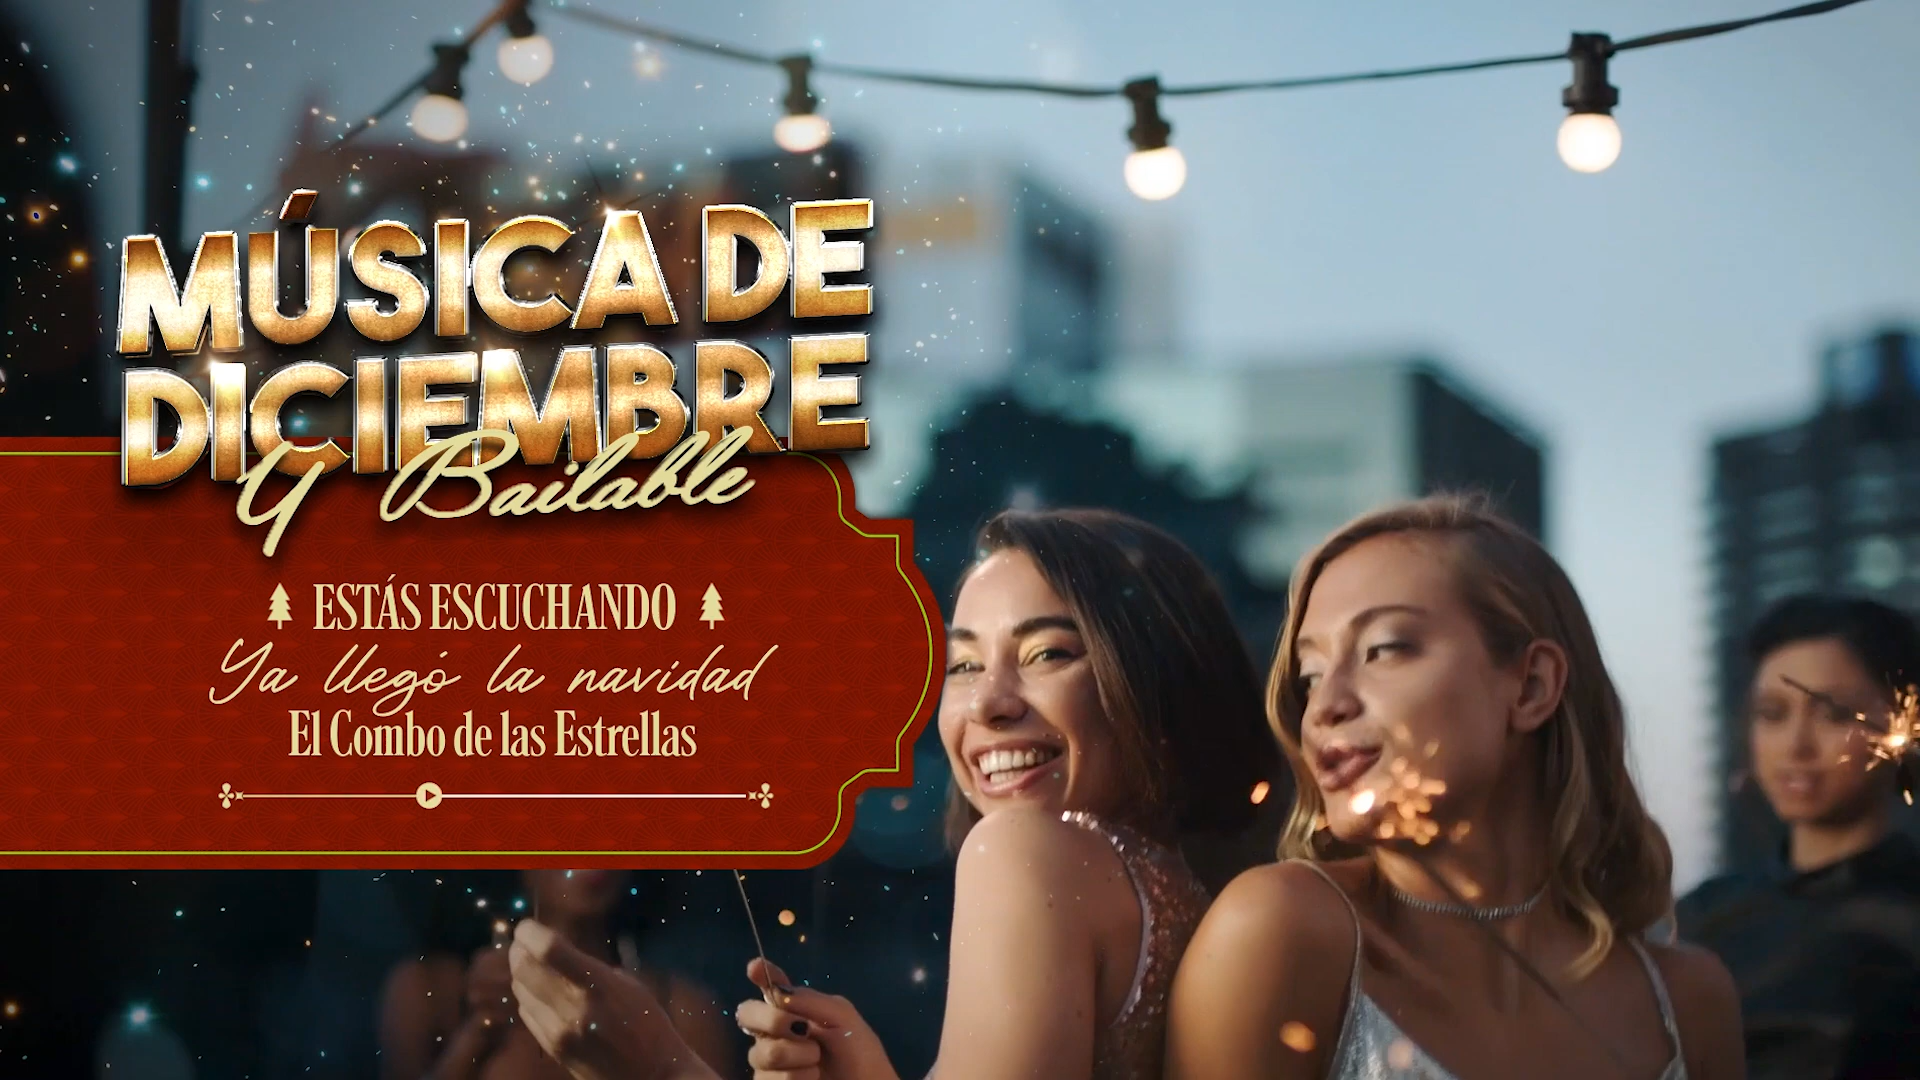 MÚSICA DE
DICIEMBRE
Y Bailable
ESTÁS ESCUCHANDO
Ya llegó la navidad
El Combo de las Estrellas